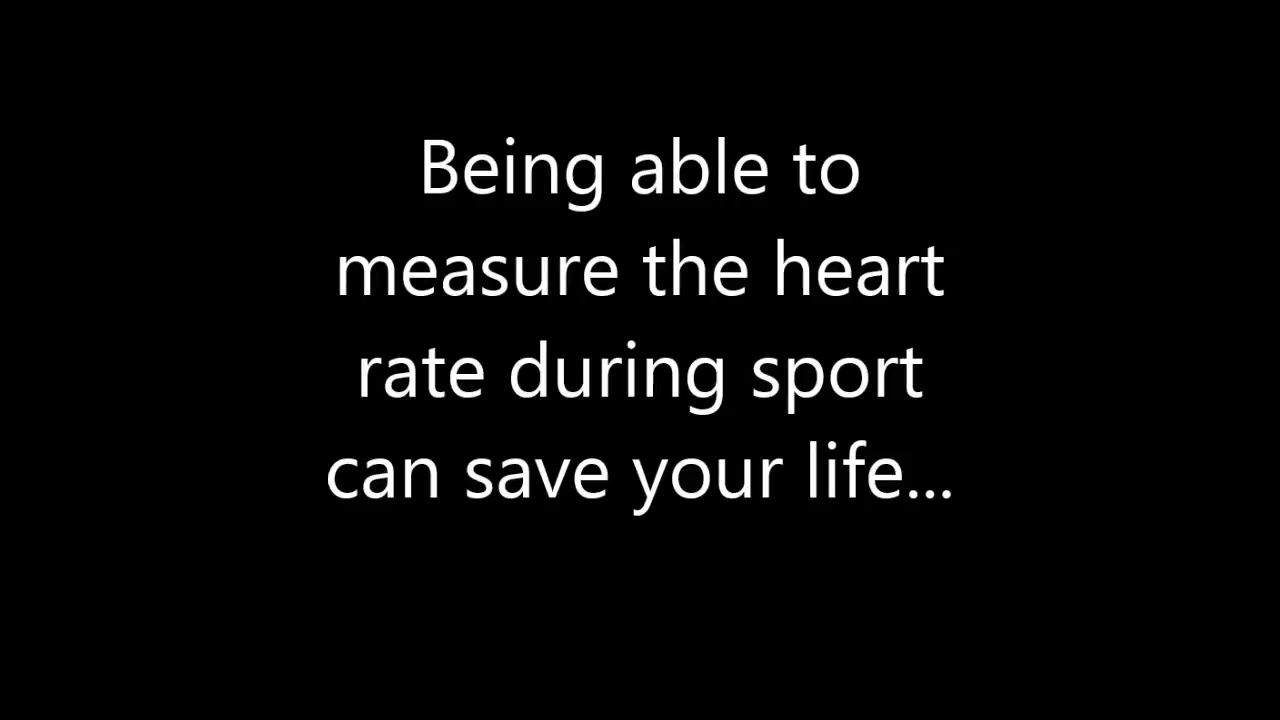 Being able to
measure the heart
rate during sport
can save your life...